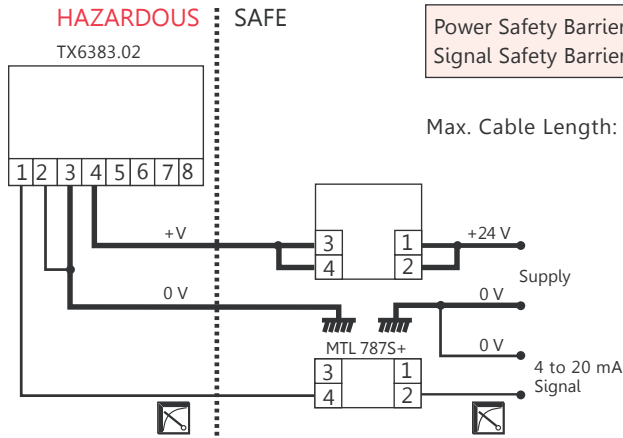 HAZARDOUS SAFE
Power Safety Barrier
Signal Safety Barrier
TX6383.02
Max. Cable Length:
1 2 3 4 5 6 7 8
+V
3 1
+24 V
4 2
Supply
0 V
0 V
MTL 787S+
0 V
3 1
4 to 20 mA
4 2
Signal